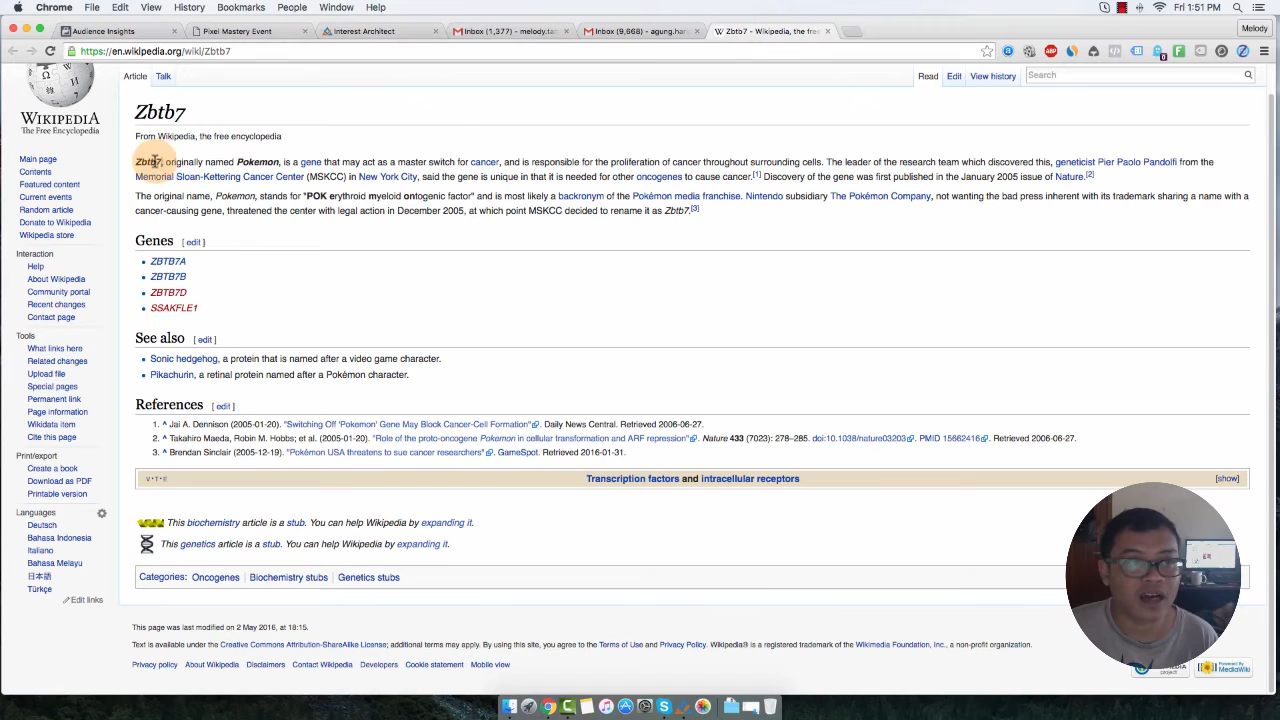 Chrome File Edit View History Bookmarks People Window Help
Fri 1:51 PM
Audience Insights
Pixel Mastery Event
Interest Architect
Inbox (1,377) - melody.tan
Inbox (9,668) - agung.har
Zbtb7 - Wikipedia, the free
Melody
https://en.wikipedia.org/wiki/Zbtb7
WIKIPEDIA
The Free Encyclopedia
Main page
Contents
Featured content
Current events
Random article
Donate to Wikipedia
Wikipedia store
Interaction
Help
About Wikipedia
Community portal
Recent changes
Contact page
Tools
What links here
Related changes
Upload file
Special pages
Permanent link
Page information
Wikidata item
Cite this page
Print/export
Create a book
Download as PDF
Printable version
Languages
Deutsch
Bahasa Indonesia
Italiano
Bahasa Melayu
日本語
Türkçe
Edit links
Article Talk
Read Edit View history Search
Zbtb7
From Wikipedia, the free encyclopedia
Zbtb7, originally named Pokemon, is a gene that may act as a master switch for cancer, and is responsible for the proliferation of cancer throughout surrounding cells. The leader of the research team which discovered this, geneticist Pier Paolo Pandolfi from the
Memorial Sloan-Kettering Cancer Center (MSKCC) in New York City, said the gene is unique in that it is needed for other oncogenes to cause cancer.[1] Discovery of the gene was first published in the January 2005 issue of Nature.[2]
The original name, Pokemon, stands for "POK erythroid myeloid ontogenic factor" and is most likely a backronym of the Pokémon media franchise. Nintendo subsidiary The Pokémon Company, not wanting the bad press inherent with its trademark sharing a name with a
cancer-causing gene, threatened the center with legal action in December 2005, at which point MSKCC decided to rename it as Zbtb7.[3]
Genes [ edit ]
ZBTB7A
ZBTB7B
ZBTB7D
SSAKFLE1
See also [ edit ]
Sonic hedgehog, a protein that is named after a video game character.
Pikachurin, a retinal protein named after a Pokémon character.
References [ edit ]
1. ^ Jai A. Dennison (2005-01-20). "Switching Off 'Pokemon' Gene May Block Cancer-Cell Formation". Daily News Central. Retrieved 2006-06-27.
2. ^ Takahiro Maeda, Robin M. Hobbs; et al. (2005-01-20). "Role of the proto-oncogene Pokemon in cellular transformation and ARF repression". Nature 433 (7023): 278–285. doi:10.1038/nature03203. PMID 15662416. Retrieved 2006-06-27.
3. ^ Brendan Sinclair (2005-12-19). "Pokémon USA threatens to sue cancer researchers". GameSpot. Retrieved 2016-01-31.
V·T·E Transcription factors and intracellular receptors [show]
This biochemistry article is a stub. You can help Wikipedia by expanding it.
This genetics article is a stub. You can help Wikipedia by expanding it.
Categories: Oncogenes | Biochemistry stubs | Genetics stubs
This page was last modified on 2 May 2016, at 18:15.
Text is available under the Creative Commons Attribution-ShareAlike License; additional terms may apply. By using this site, you agree to the Terms of Use and Privacy Policy. Wikipedia® is a registered trademark of the Wikimedia Foundation, Inc., a non-profit organization.
Privacy policy About Wikipedia Disclaimers Contact Wikipedia Developers Cookie statement Mobile view
Powered By
MediaWiki